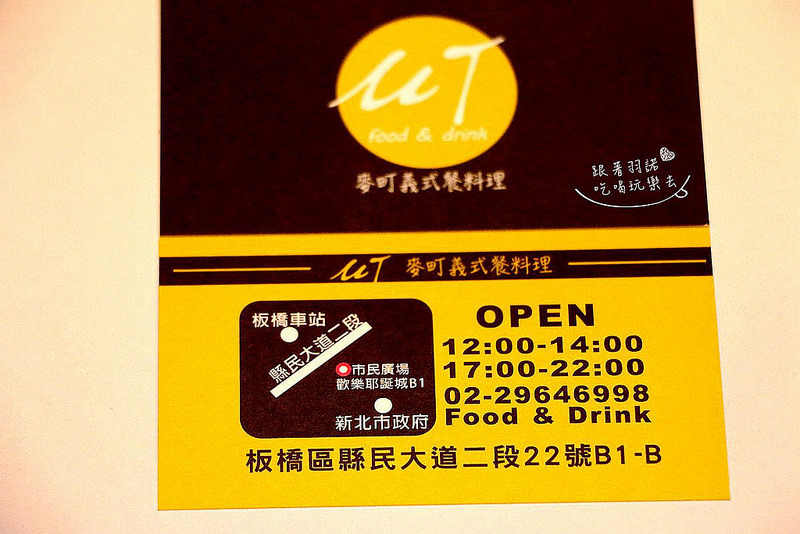 UT
food & drink
麥町義式餐料理
跟著羽諾
吃喝玩樂去
UT 麥町義式餐料理
板橋車站
縣民大道二段
市民廣場
歡樂耶誕城B1
新北市政府
OPEN
12:00-14:00
17:00-22:00
02-29646998
Food & Drink
板橋區縣民大道二段22號B1-B